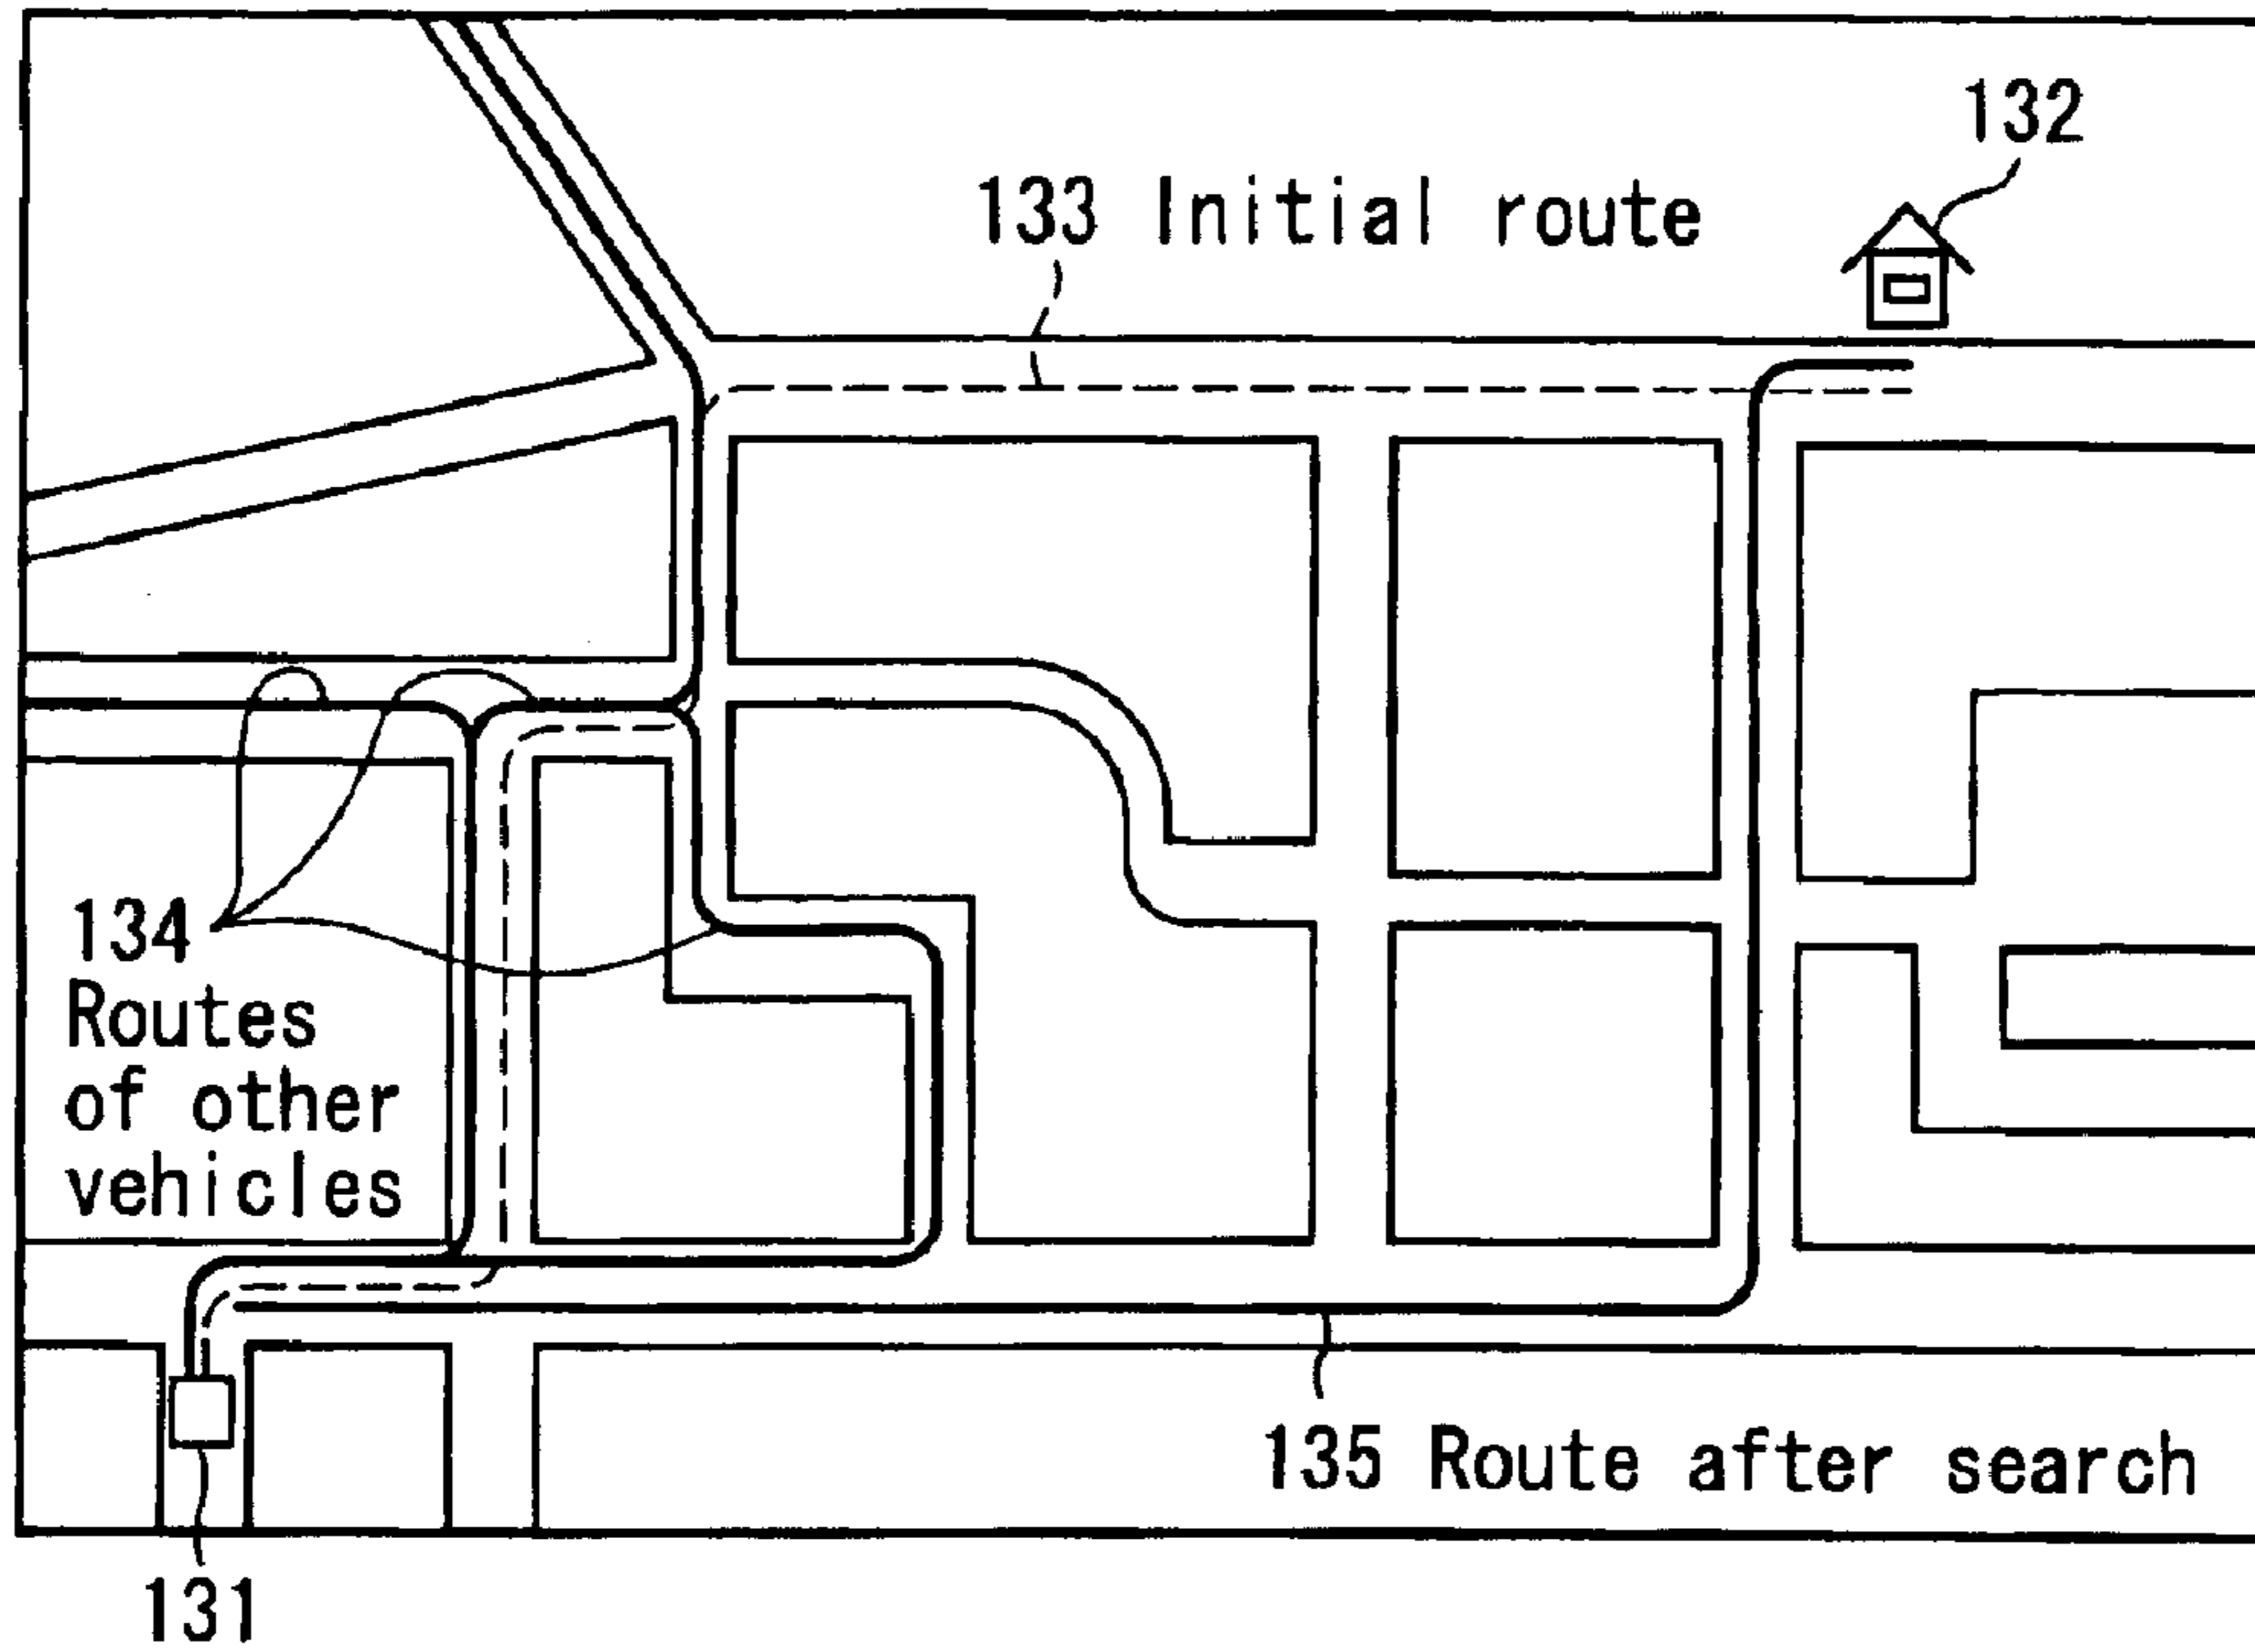 132
133 Initial route
134
Routes
of other
vehicles
135 Route after search
131